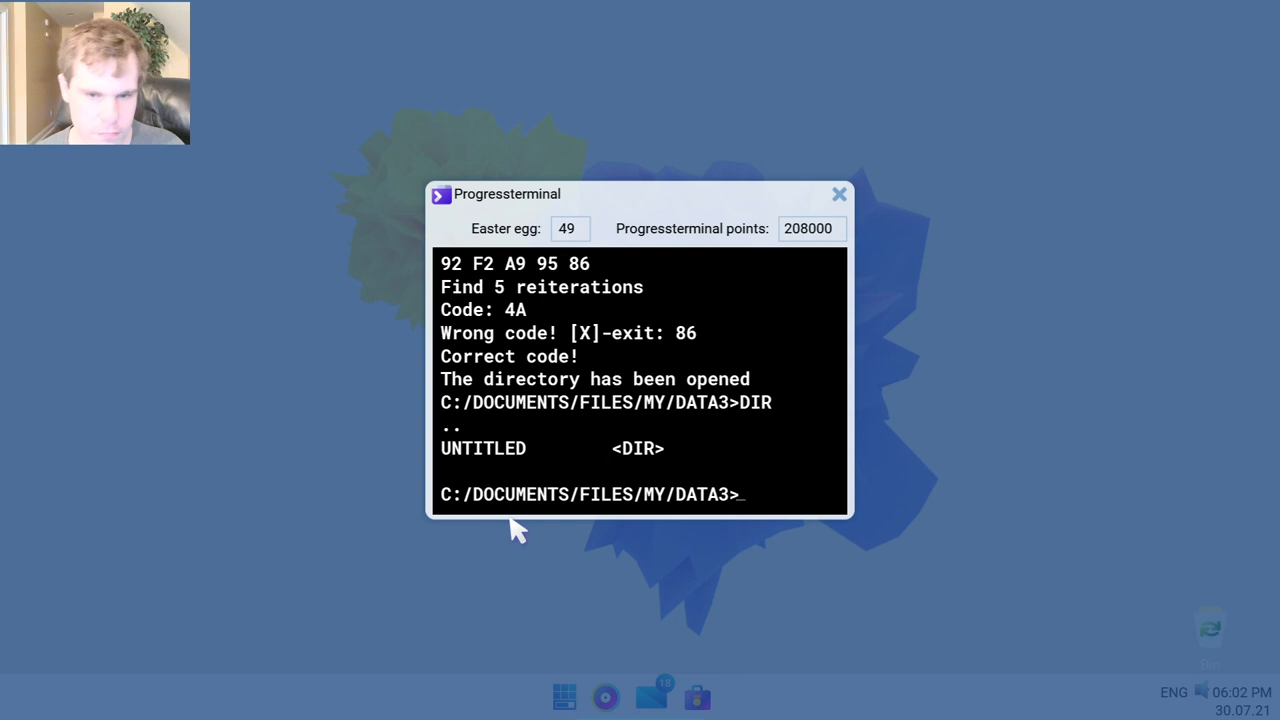 Progressterminal
Easter egg: 49 Progressterminal points: 208000
92 F2 A9 95 86
Find 5 reiterations
Code: 4A
Wrong code! [X]-exit: 86
Correct code!
The directory has been opened
C:/DOCUMENTS/FILES/MY/DATA3>DIR
..
UNTITLED <DIR>
C:/DOCUMENTS/FILES/MY/DATA3>_
18
ENG 06:02 PM
30.07.21